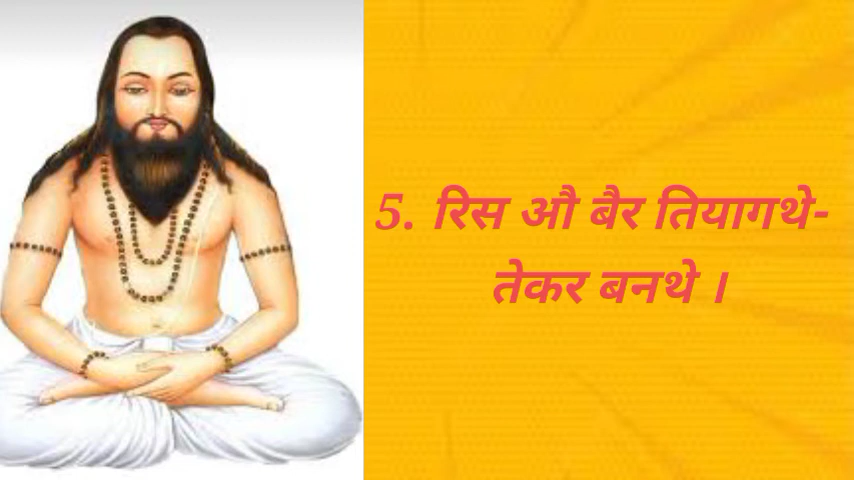 5. रिस औ बैर तियागथे-
तेकर बनथे ।